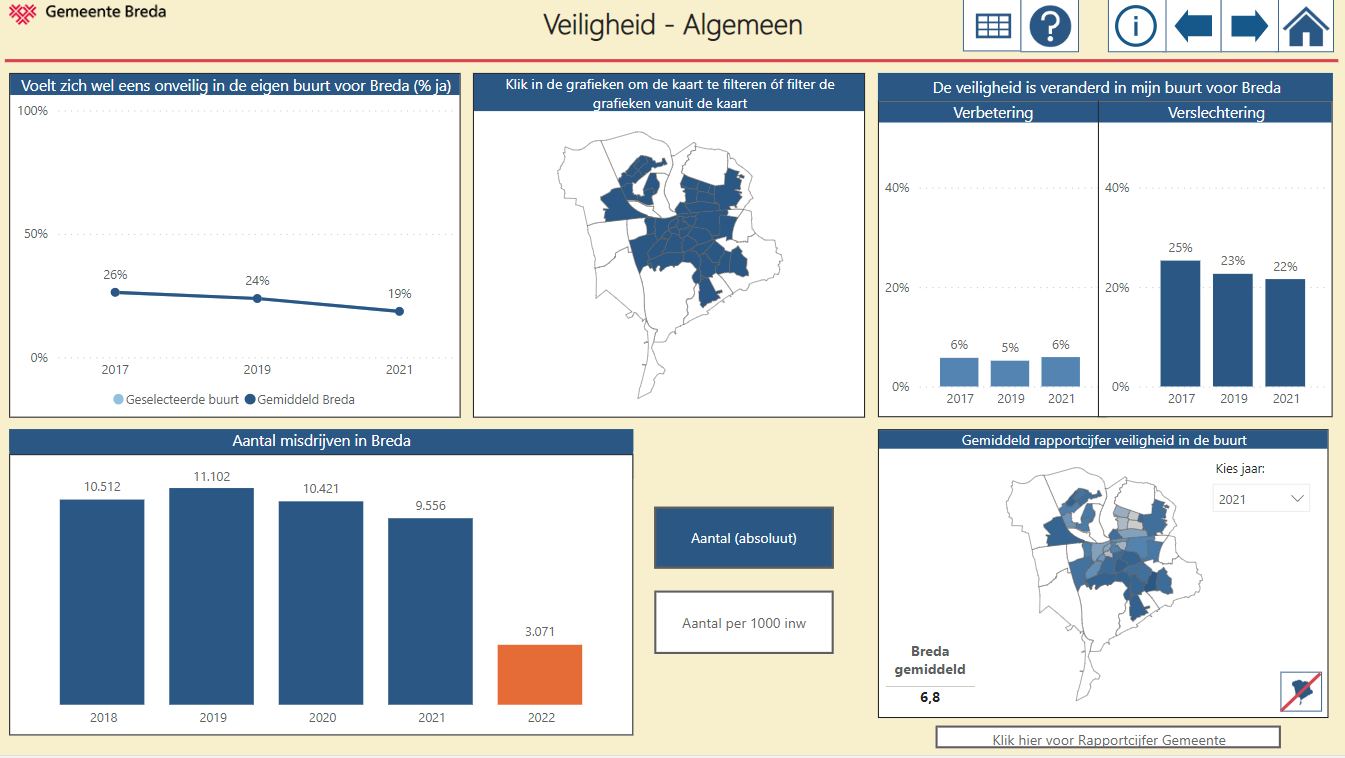 Gemeente Breda
Veiligheid - Algemeen
Voelt zich wel eens onveilig in de eigen buurt voor Breda (% ja)
100%
50%
0%
26%
24%
19%
2017
2019
2021
Geselecteerde buurt
Gemiddeld Breda
Klik in de grafieken om de kaart te filteren óf filter de
grafieken vanuit de kaart
De veiligheid is veranderd in mijn buurt voor Breda
Verbetering
40%
20%
0%
6%
5%
6%
2017
2019
2021
Verslechtering
40%
20%
0%
25%
23%
22%
2017
2019
2021
Aantal misdrijven in Breda
10.512
11.102
10.421
9.556
3.071
2018
2019
2020
2021
2022
Aantal (absoluut)
Aantal per 1000 inw
Gemiddeld rapportcijfer veiligheid in de buurt
Kies jaar:
2021
Breda
gemiddeld
6,8
Klik hier voor Rapportcijfer Gemeente